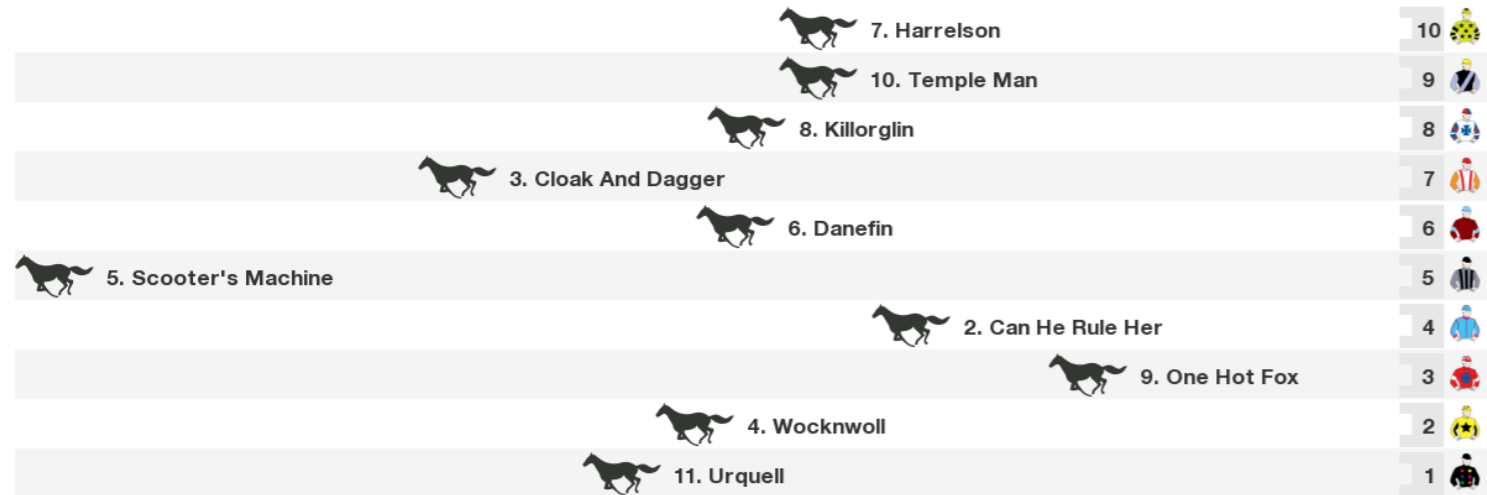 7. Harrelson 10
10. Temple Man 9
8. Killorglin 8
3. Cloak And Dagger 7
6. Danefin 6
5. Scooter's Machine 5
2. Can He Rule Her 4
9. One Hot Fox 3
4. Wocknwoll 2
11. Urquell 1